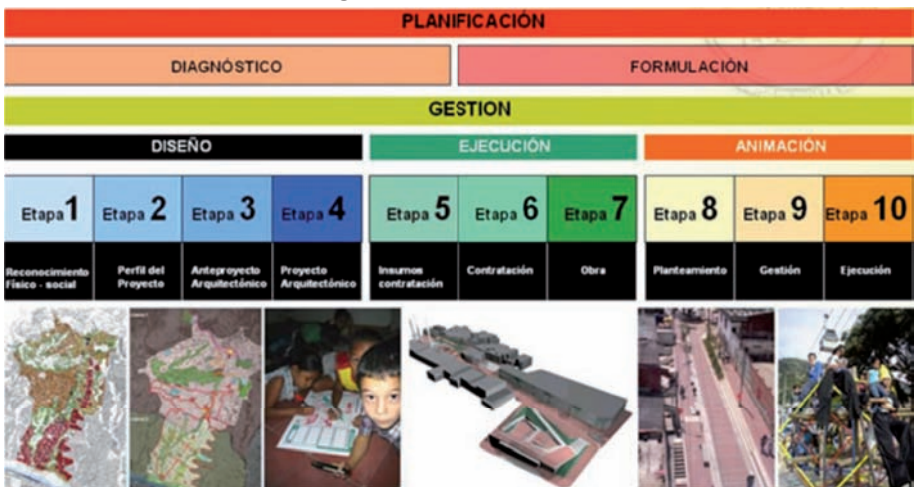 PLANIFICACIÓN
DIAGNÓSTICO FORMULACIÓN
GESTION
DISEÑO EJECUCIÓN ANIMACIÓN
Etapa 1 Etapa 2 Etapa 3 Etapa 4 Etapa 5 Etapa 6 Etapa 7 Etapa 8 Etapa 9 Etapa 10
Reconocimiento Perfil del Anteproyecto Proyecto Insumos Contratación Obra Planteamiento Gestión Ejecución
Físico - social Proyecto Arquitectónico Arquitectónico contratación